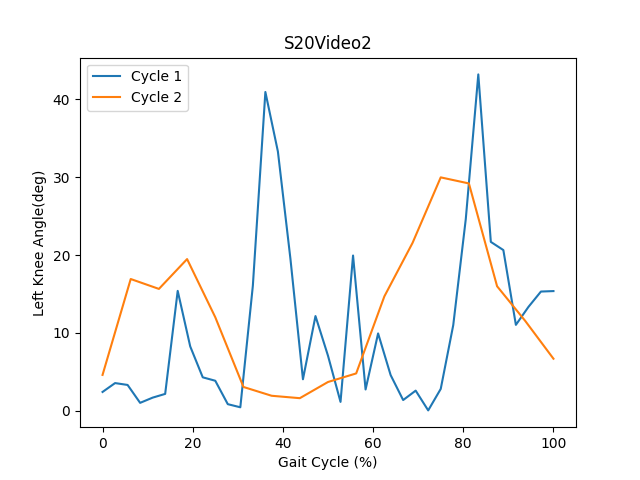 S20Video2
Cycle 1
Cycle 2
Left Knee Angle(deg)
40
30
20
10
0
0 20 40 60 80 100
Gait Cycle (%)